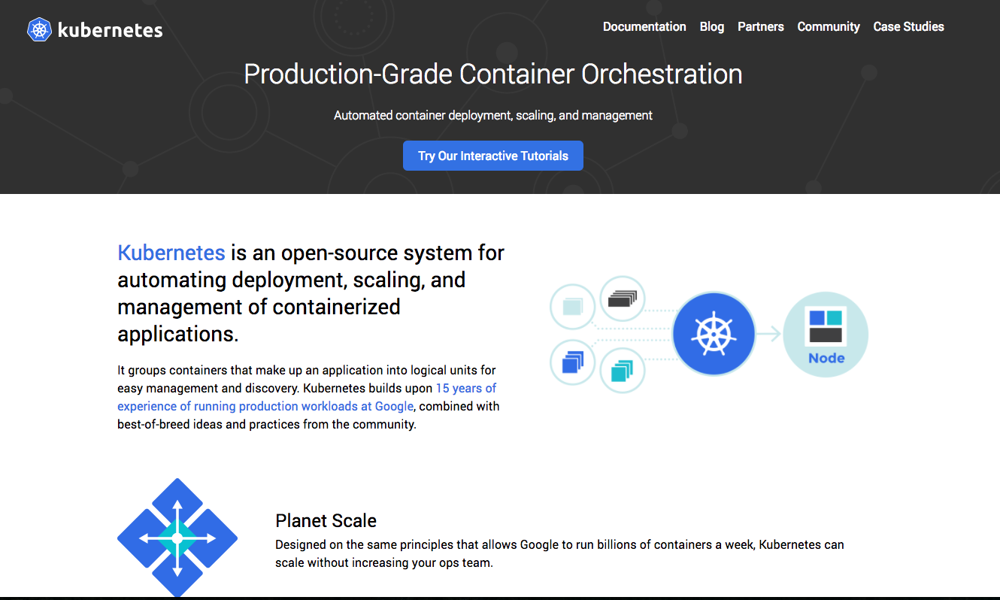 kubernetes
Documentation Blog Partners Community Case Studies
Production-Grade Container Orchestration
Automated container deployment, scaling, and management
Try Our Interactive Tutorials
Kubernetes is an open-source system for
automating deployment, scaling, and
management of containerized
applications.
It groups containers that make up an application into logical units for
easy management and discovery. Kubernetes builds upon 15 years of
experience of running production workloads at Google, combined with
best-of-breed ideas and practices from the community.
Node
Planet Scale
Designed on the same principles that allows Google to run billions of containers a week, Kubernetes can
scale without increasing your ops team.